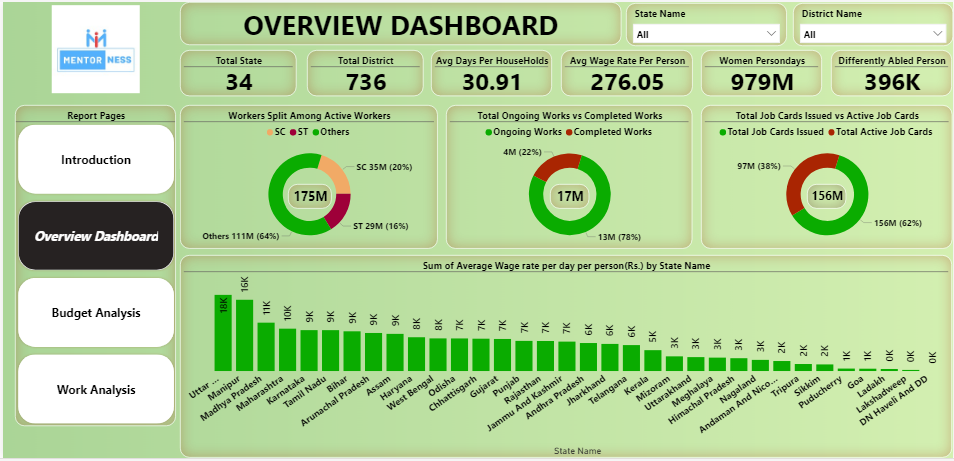 MENTOR NESS
OVERVIEW DASHBOARD
State Name
All
District Name
All
Total State
34
Total District
736
Avg Days Per HouseHolds
30.91
Avg Wage Rate Per Person
276.05
Women Persondays
979M
Differently Abled Person
396K
Report Pages
Introduction
Overview Dashboard
Budget Analysis
Work Analysis
Workers Split Among Active Workers
SC ST Others
SC 35M (20%)
175M
ST 29M (16%)
Others 111M (64%)
Total Ongoing Works vs Completed Works
Ongoing Works Completed Works
4M (22%)
17M
13M (78%)
Total Job Cards Issued vs Active Job Cards
Total Job Cards Issued Total Active Job Cards
97M (38%)
156M
156M (62%)
Sum of Average Wage rate per day per person(Rs.) by State Name
18K 16K 11K 10K 9K 9K 9K 9K 9K 8K 8K 7K 7K 7K 7K 7K 7K 6K 6K 6K 5K 3K 3K 3K 3K 3K 2K 2K 2K 1K 1K 0K 0K 0K
Uttar ...
Manipur
Madhya Pradesh
Maharashtra
Karnataka
Tamil Nadu
Bihar
Arunachal Pradesh
Assam
Haryana
West Bengal
Odisha
Chhattisgarh
Gujarat
Punjab
Rajasthan
Jammu And Kashmir
Andhra Pradesh
Jharkhand
Telangana
Kerala
Mizoram
Uttarakhand
Meghalaya
Himachal Pradesh
Nagaland
Andaman And Nico...
Tripura
Sikkim
Puducherry
Goa
Ladakh
Lakshadweep
DN Haveli And DD
State Name